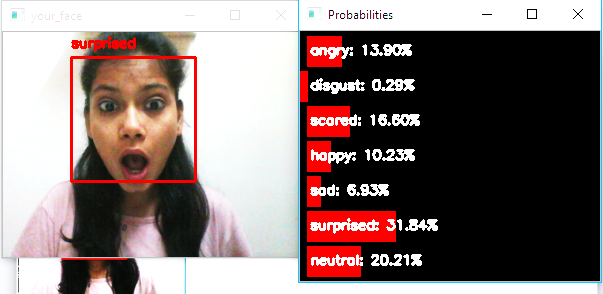 your_face
Probabilities
surprised
angry: 13.90%
disgust: 0.29%
scared: 16.60%
happy: 10.23%
sad: 6.93%
surprised: 31.84%
neutral: 20.21%